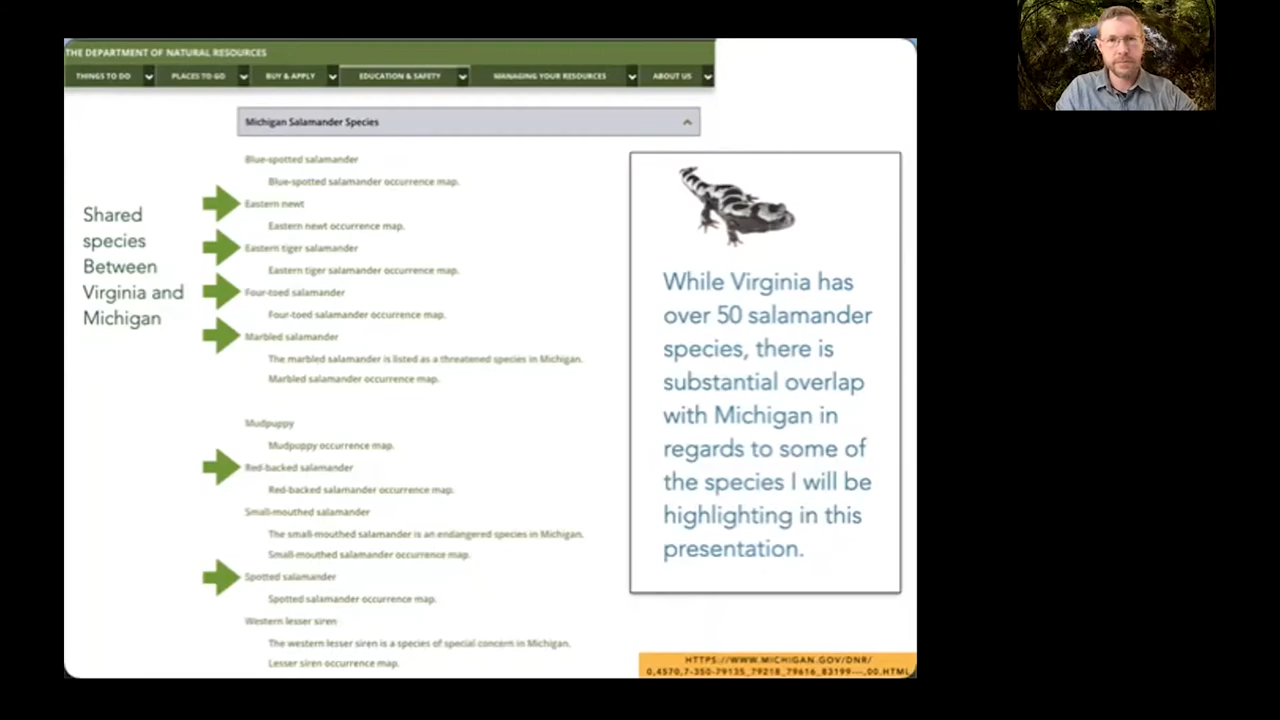 THE DEPARTMENT OF NATURAL RESOURCES
THINGS TO DO PLACES TO GO BUY & APPLY EDUCATION & SAFETY MANAGING YOUR RESOURCES ABOUT US
Michigan Salamander Species
Blue-spotted salamander
Blue-spotted salamander occurrence map.
Eastern newt
Eastern newt occurrence map.
Eastern tiger salamander
Eastern tiger salamander occurrence map.
Four-toed salamander
Four-toed salamander occurrence map.
Marbled salamander
The marbled salamander is listed as a threatened species in Michigan.
Marbled salamander occurrence map.
Mudpuppy
Mudpuppy occurrence map.
Red-backed salamander
Red-backed salamander occurrence map.
Small-mouthed salamander
The small-mouthed salamander is an endangered species in Michigan.
Small-mouthed salamander occurrence map.
Spotted salamander
Spotted salamander occurrence map.
Western lesser siren
The western lesser siren is a species of special concern in Michigan.
Lesser siren occurrence map.
Shared
species
Between
Virginia and
Michigan
While Virginia has
over 50 salamander
species, there is
substantial overlap
with Michigan in
regards to some of
the species I will be
highlighting in this
presentation.
HTTPS://WWW.MICHIGAN.GOV/DNR/
0,4570,7-350-79135_79218_79616_83199---,00.HTML